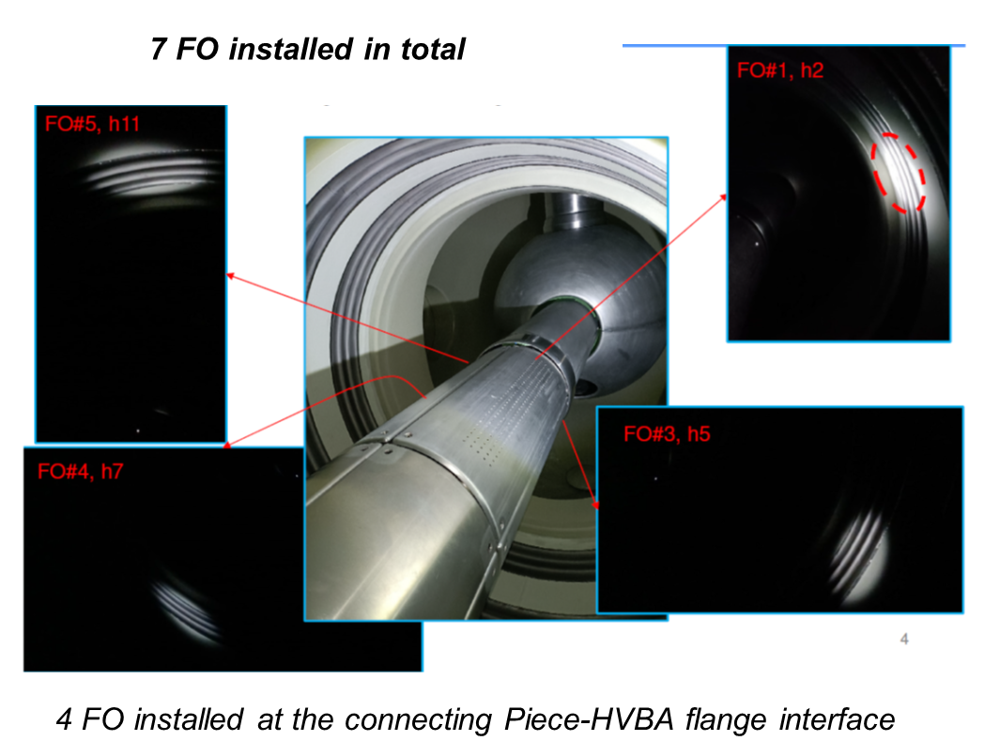 7 FO installed in total
FO#1, h2
FO#5, h11
FO#3, h5
FO#4, h7
4
4 FO installed at the connecting Piece-HVBA flange interface